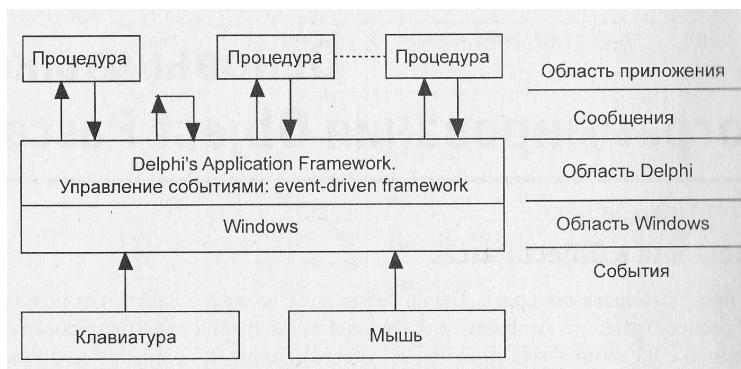 Процедура
Процедура
Процедура
Область приложения
Сообщения
Delphi's Application Framework.
Управление событиями: event-driven framework
Область Delphi
Windows
Область Windows
События
Клавиатура
Мышь